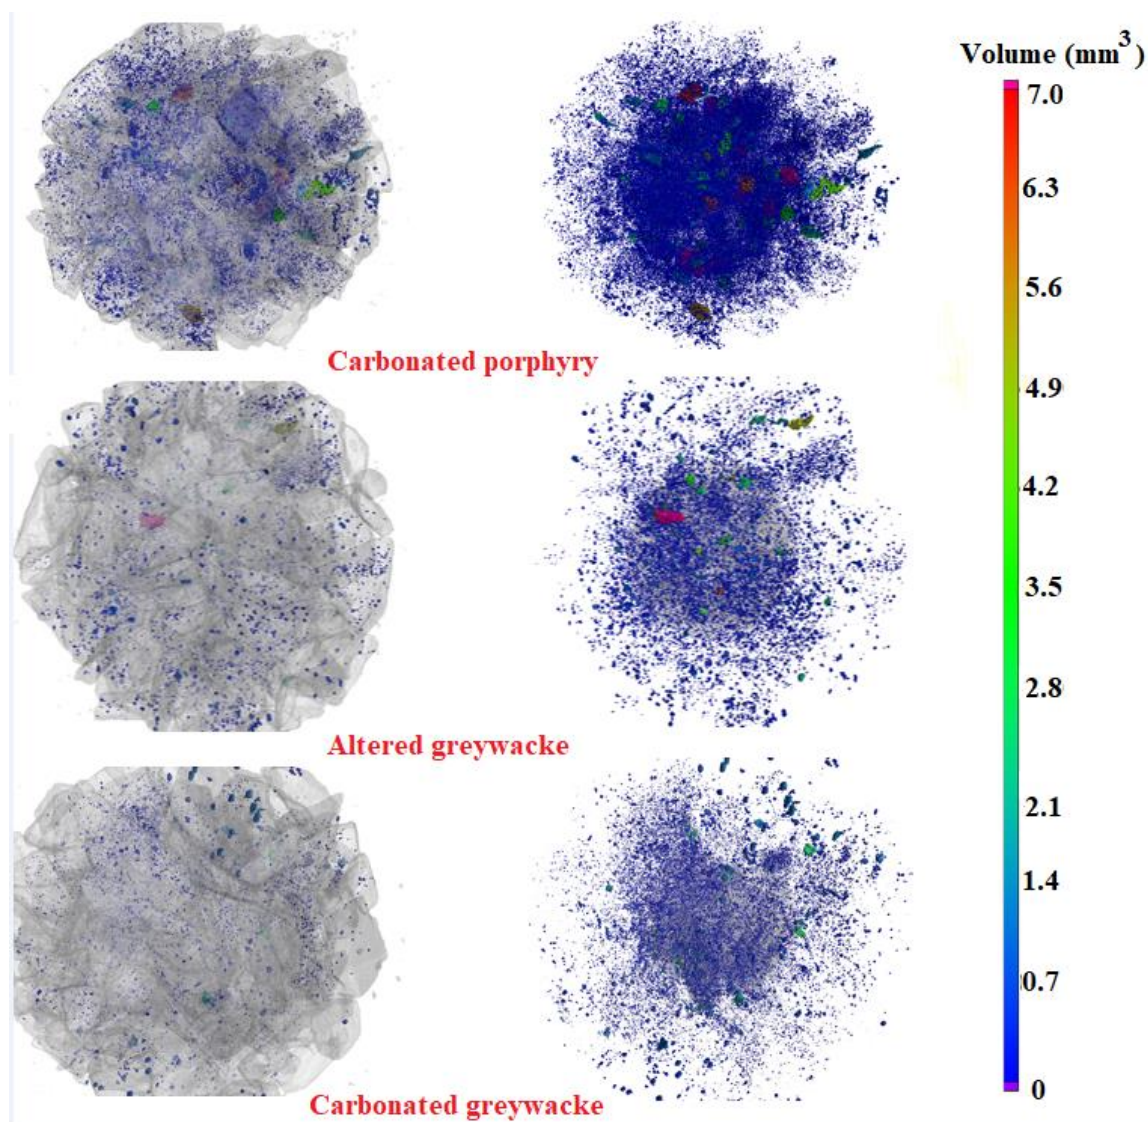 Volume (mm³)
7.0
6.3
5.6
Carbonated porphyry
4.9
4.2
3.5
2.8
Altered greywacke
2.1
1.4
0.7
0
Carbonated greywacke